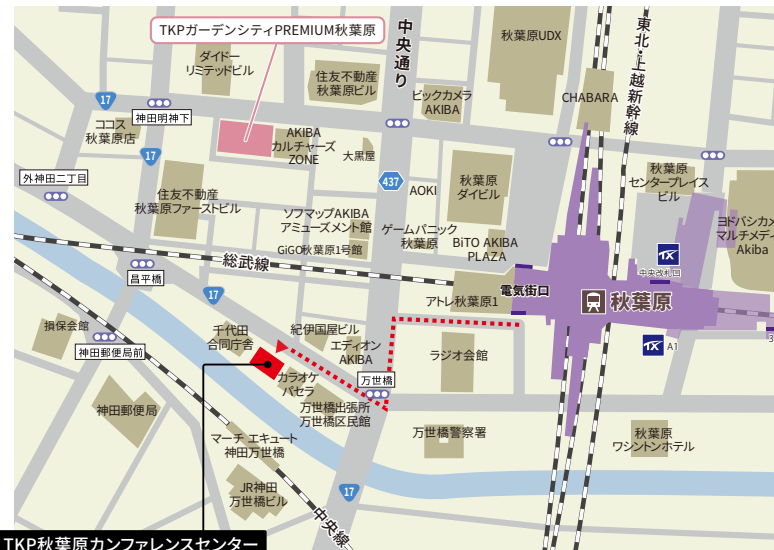 TKPガーデンシティPREMIUM秋葉原
中央通り
秋葉原UDX
東北・上越新幹線
ダイドー
リミテッドビル
住友不動産
秋葉原ビル
ビックカメラ
AKIBA
CHABARA
17
神田明神下
ココス
秋葉原店
17
AKIBA
カルチャーズ
ZONE
大黒屋
437
AOKI
秋葉原
ダイビル
秋葉原
センタープレイス
ビル
外神田二丁目
住友不動産
秋葉原ファーストビル
ソフマップAKIBA
アミューズメント館
GiGO秋葉原1号館
ゲームパニック
秋葉原
BiTO AKIBA
PLAZA
ヨドバシカメ
マルチメディ
Akiba
TX
中央改札口
総武線
昌平橋
17
電気街口
アトレ秋葉原1
秋葉原
損保会館
千代田
合同庁舎
紀伊国屋ビル
エディオン
AKIBA
ラジオ会館
TX
A1
3
神田郵便局前
カラオケ
パセラ
万世橋
万世橋出張所
万世橋区民館
神田郵便局
マーチ エキュート
神田万世橋
万世橋警察署
秋葉原
ワシントンホテル
JR神田
万世橋ビル
17
中央線
TKP秋葉原カンファレンスセンター